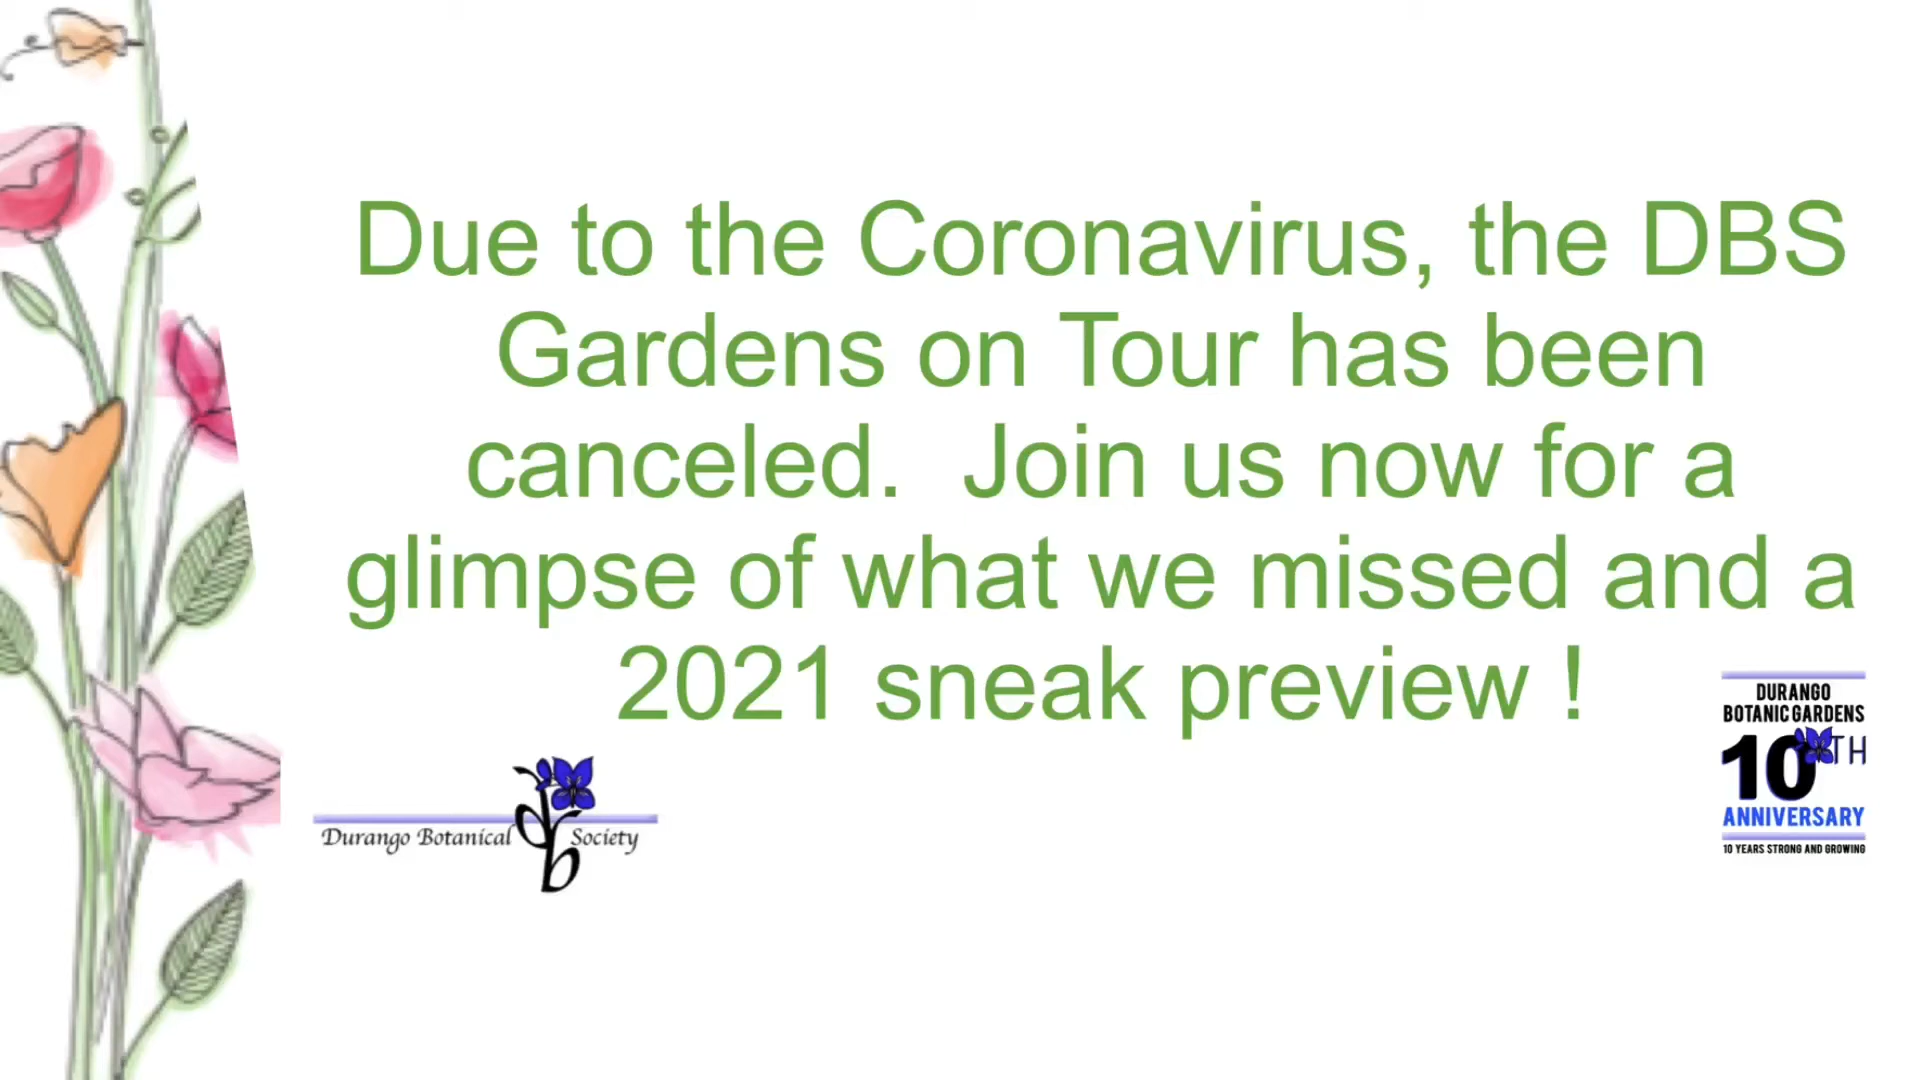 Due to the Coronavirus, the DBS
Gardens on Tour has been
canceled.  Join us now for a
glimpse of what we missed and a
2021 sneak preview !
DURANGO
BOTANIC GARDENS
10TH
ANNIVERSARY
10 YEARS STRONG AND GROWING
Durango Botanical db Society